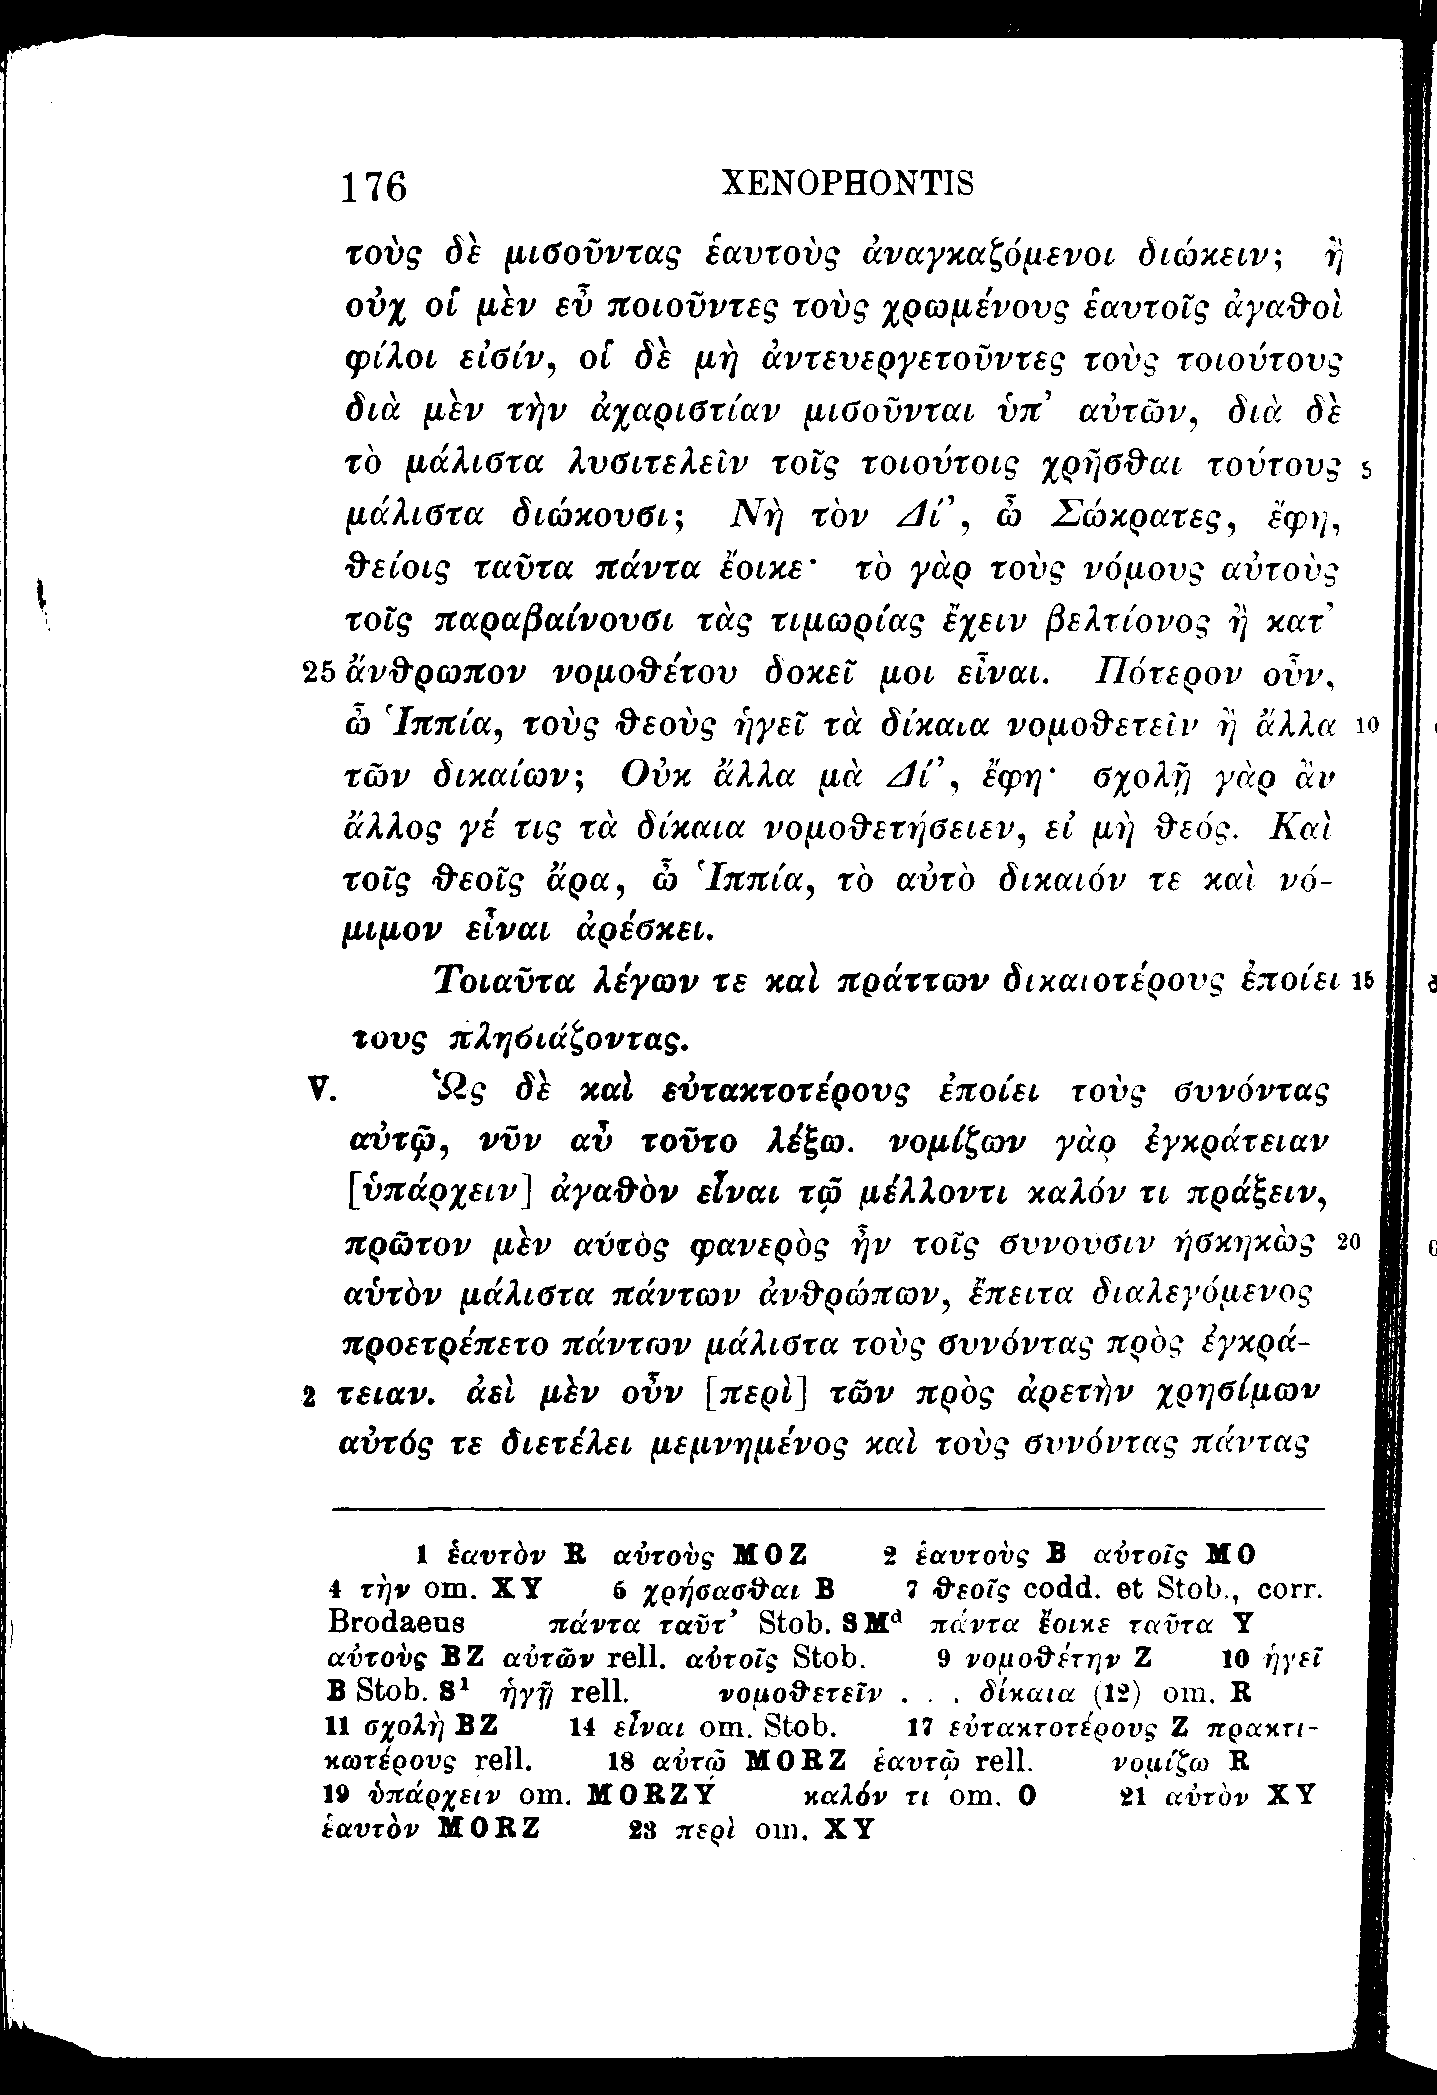 176 XENOPHONTIS
τοὺς δὲ μισοῦντας ἑαυτοὺς ἀναγκαζόμενοι διώκειν; ἢ
οὐχ οἱ μὲν εὖ ποιοῦντες τοὺς χρωμένους ἑαυτοῖς ἀγαθοὶ
φίλοι εἰσίν, οἱ δὲ μὴ ἀντευεργετοῦντες τοὺς τοιούτους
διὰ μὲν τὴν ἀχαριστίαν μισοῦνται ὑπ᾽ αὐτῶν, διὰ δὲ
τὸ μάλιστα λυσιτελεῖν τοῖς τοιούτοις χρῆσθαι τούτους 5
μάλιστα διώκουσι; Νὴ τὸν Δί᾽, ὦ Σώκρατες, ἔφη,
θείοις ταῦτα πάντα ἔοικε· τὸ γὰρ τοὺς νόμους αὐτοὺς
τοῖς παραβαίνουσι τὰς τιμωρίας ἔχειν βελτίονος ἢ κατ᾽
25 ἄνθρωπον νομοθέτου δοκεῖ μοι εἶναι. Πότερον οὖν,
ὦ Ἱππία, τοὺς θεοὺς ἡγεῖ τὰ δίκαια νομοθετεῖν ἢ ἄλλα 10
τῶν δικαίων; Οὐκ ἄλλα μὰ Δί᾽, ἔφη· σχολῇ γὰρ ἂν
ἄλλος γέ τις τὰ δίκαια νομοθετήσειεν, εἰ μὴ θεός. Καὶ
τοῖς θεοῖς ἄρα, ὦ Ἱππία, τὸ αὐτὸ δικαιόν τε καὶ νό-
μιμον εἶναι ἀρέσκει.
Τοιαῦτα λέγων τε καὶ πράττων δικαιοτέρους ἐποίει 15
τους πλησιάζοντας.
V. Ὡς δὲ καὶ εὐτακτοτέρους ἐποίει τοὺς συνόντας
αὐτῷ, νῦν αὖ τοῦτο λέξω. νομίζων γὰρ ἐγκράτειαν
[ὑπάρχειν] ἀγαθὸν εἶναι τῷ μέλλοντι καλόν τι πράξειν,
πρῶτον μὲν αὐτὸς φανερὸς ἦν τοῖς συνουσιν ἠσκηκὼς 20
αὑτὸν μάλιστα πάντων ἀνθρώπων, ἔπειτα διαλεγόμενος
προετρέπετο πάντων μάλιστα τοὺς συνόντας πρὸς ἐγκρά-
2 τειαν. ἀεὶ μὲν οὖν [περὶ] τῶν πρὸς ἀρετὴν χρησίμων
αὐτός τε διετέλει μεμνημένος καὶ τοὺς συνόντας πάντας
1 ἑαυτὸν R αὑτοὺς MOZ 2 ἑαυτοὺς B αὑτοῖς MO
4 τὴν om. XY 5 χρήσασθαι B 7 θεοῖς codd. et Stob., corr.
Brodaeus πάντα ταῦτ᾽ Stob. SMᵈ πάντα ἔοικε ταῦτα Y
αὐτοὺς BZ αὐτῶν rell. αὐτοῖς Stob. 9 νομοθέτην Z 10 ἡγεῖ
B Stob. S¹ ἡγῇ rell. νομοθετεῖν . . . δίκαια (12) om. R
11 σχολὴ BZ 14 εἶναι om. Stob. 17 εὐτακτοτέρους Z πρακτι-
κωτέρους rell. 18 αὑτῶ MORZ ἑαυτῶ rell. νομίζω R
19 ὑπάρχειν om. MORZY καλόν τι om. O 21 αὐτὸν XY
ἑαυτὸν MORZ 23 περὶ om. XY